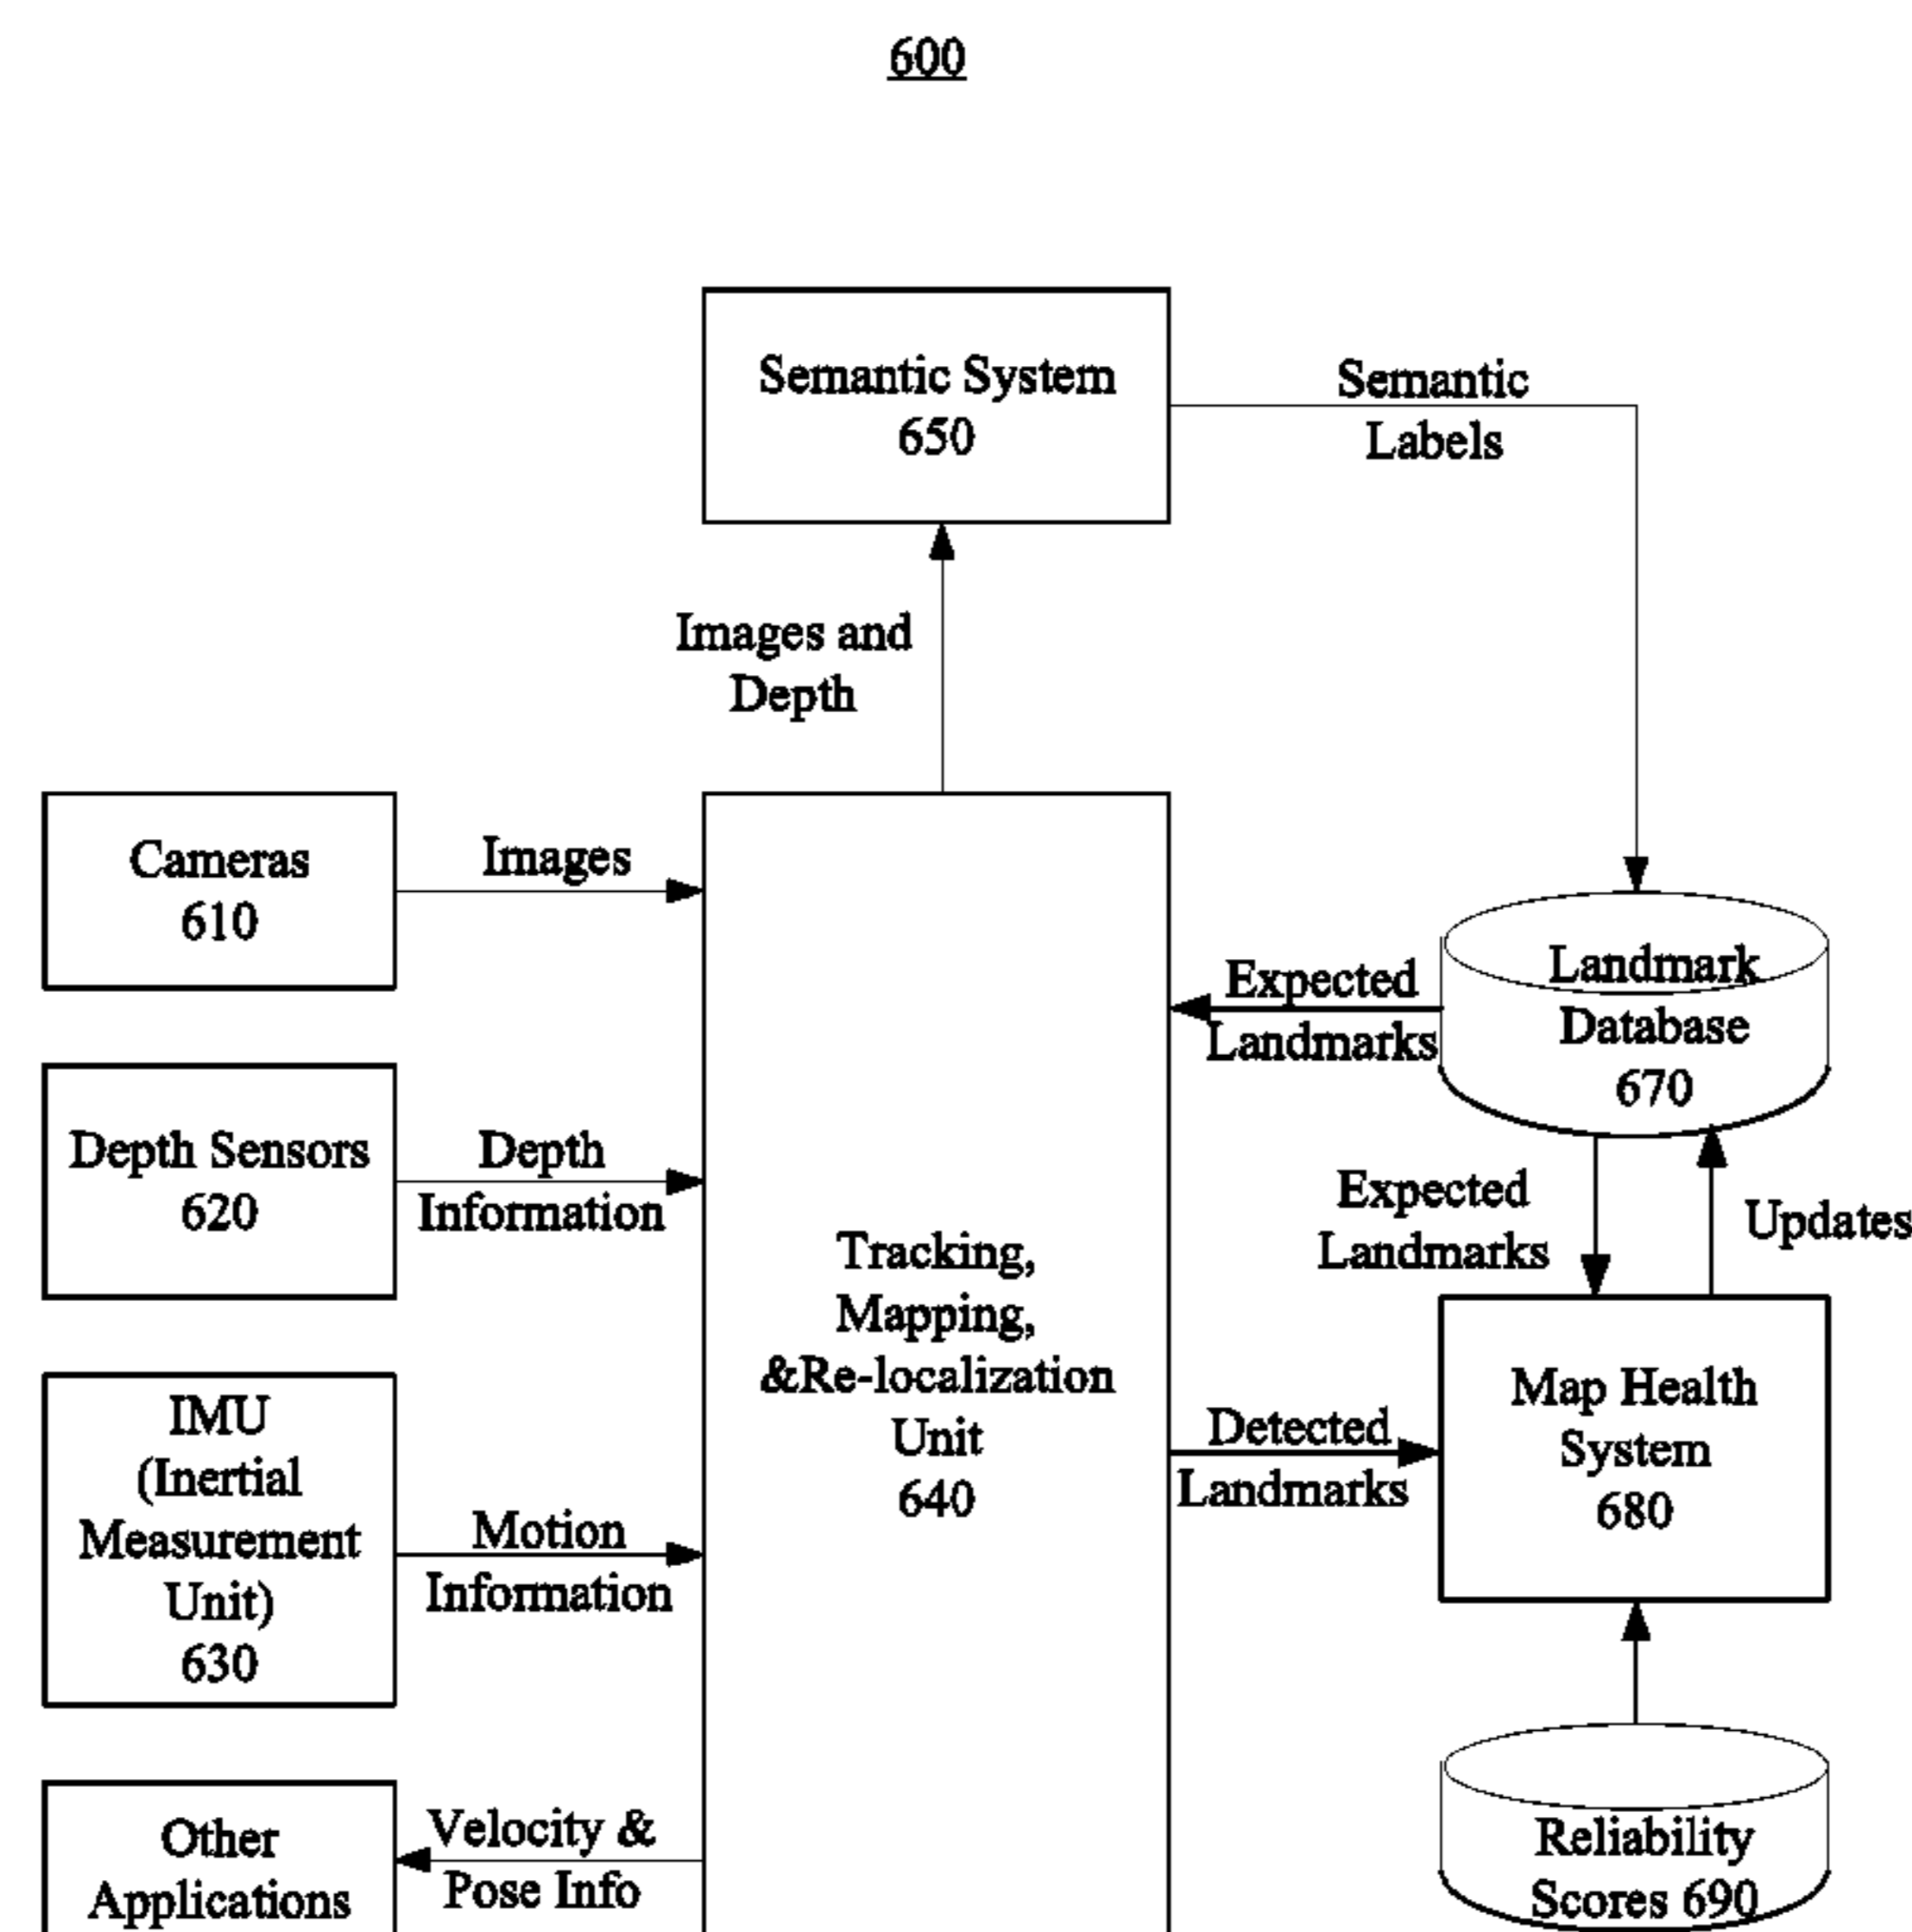 600
Semantic System
650
Semantic
Labels
Images and
Depth
Cameras
610
Images
Landmark
Database
670
Expected
Landmarks
Depth Sensors
620
Depth
Information
Expected
Landmarks
Updates
Tracking,
Mapping,
&Re-localization
Unit
640
IMU
(Inertial
Measurement
Unit)
630
Motion
Information
Detected
Landmarks
Map Health
System
680
Other
Applications
Velocity &
Pose Info
Reliability
Scores 690